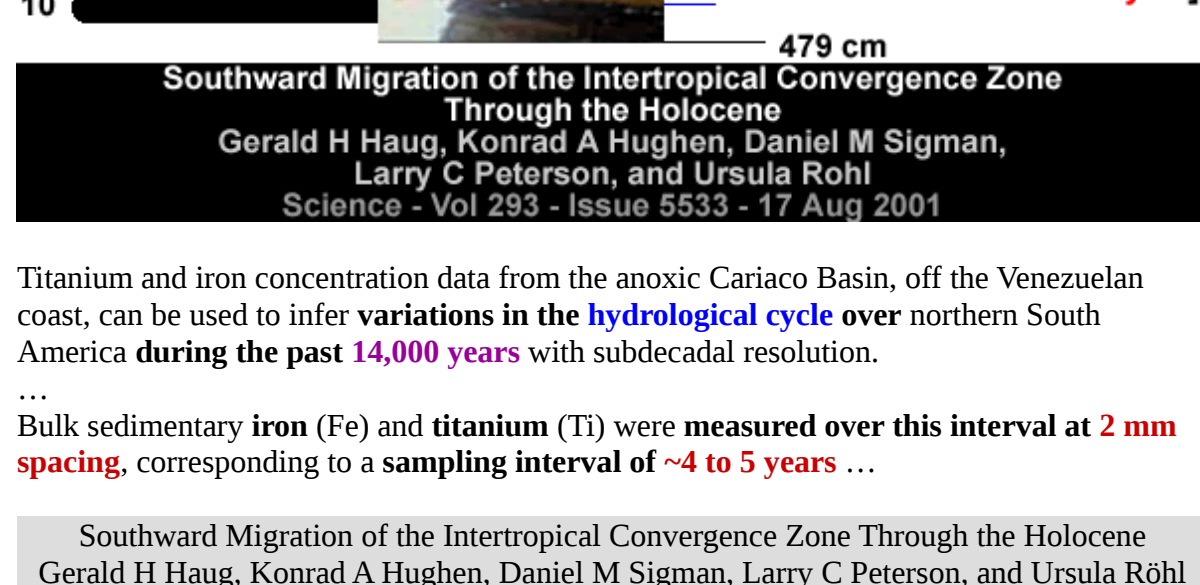 10
479 cm
Southward Migration of the Intertropical Convergence Zone
Through the Holocene
Gerald H Haug, Konrad A Hughen, Daniel M Sigman,
Larry C Peterson, and Ursula Rohl
Science - Vol 293 - Issue 5533 - 17 Aug 2001
Titanium and iron concentration data from the anoxic Cariaco Basin, off the Venezuelan
coast, can be used to infer variations in the hydrological cycle over northern South
America during the past 14,000 years with subdecadal resolution.
…
Bulk sedimentary iron (Fe) and titanium (Ti) were measured over this interval at 2 mm
spacing, corresponding to a sampling interval of ~4 to 5 years …
Southward Migration of the Intertropical Convergence Zone Through the Holocene
Gerald H Haug, Konrad A Hughen, Daniel M Sigman, Larry C Peterson, and Ursula Röhl